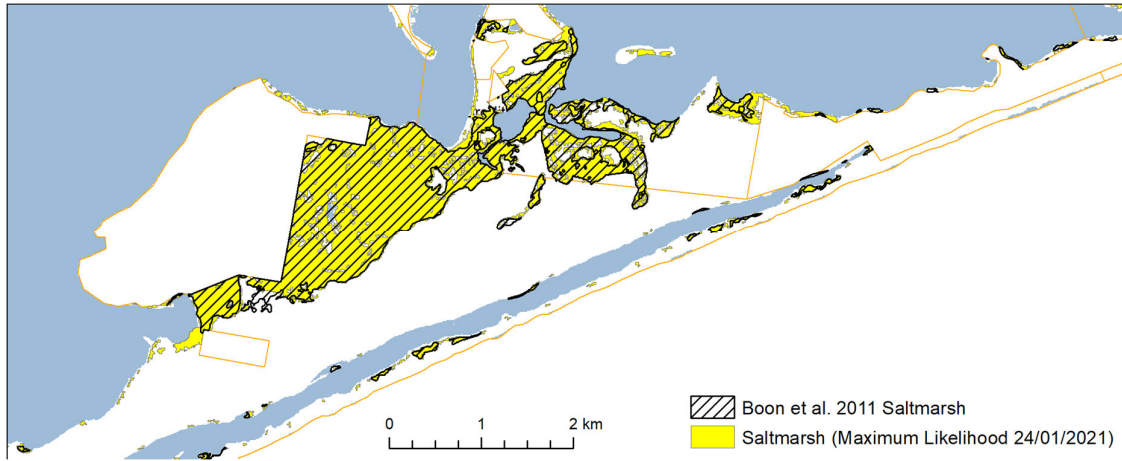 Boon et al. 2011 Saltmarsh
0 1 2 km
Saltmarsh (Maximum Likelihood 24/01/2021)